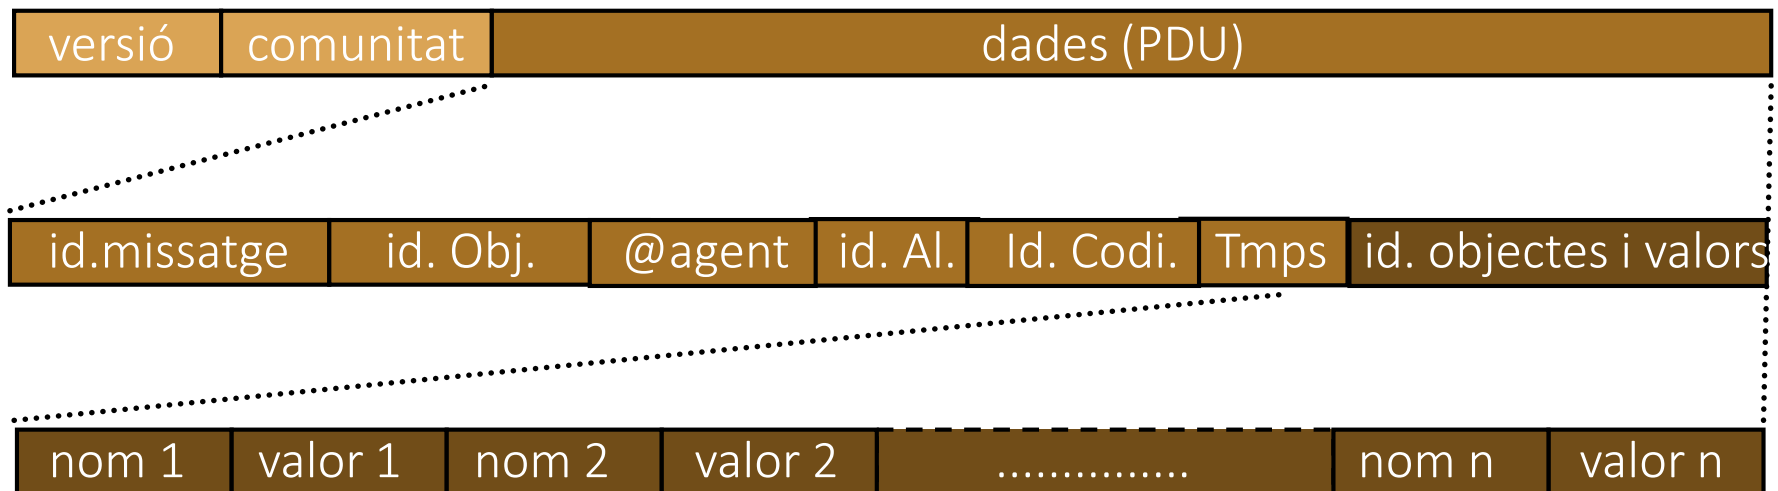 versió comunitat dades (PDU)
id.missatge id. Obj. @agent id. Al. Id. Codi. Tmps id. objectes i valors
nom 1 valor 1 nom 2 valor 2 ............... nom n valor n